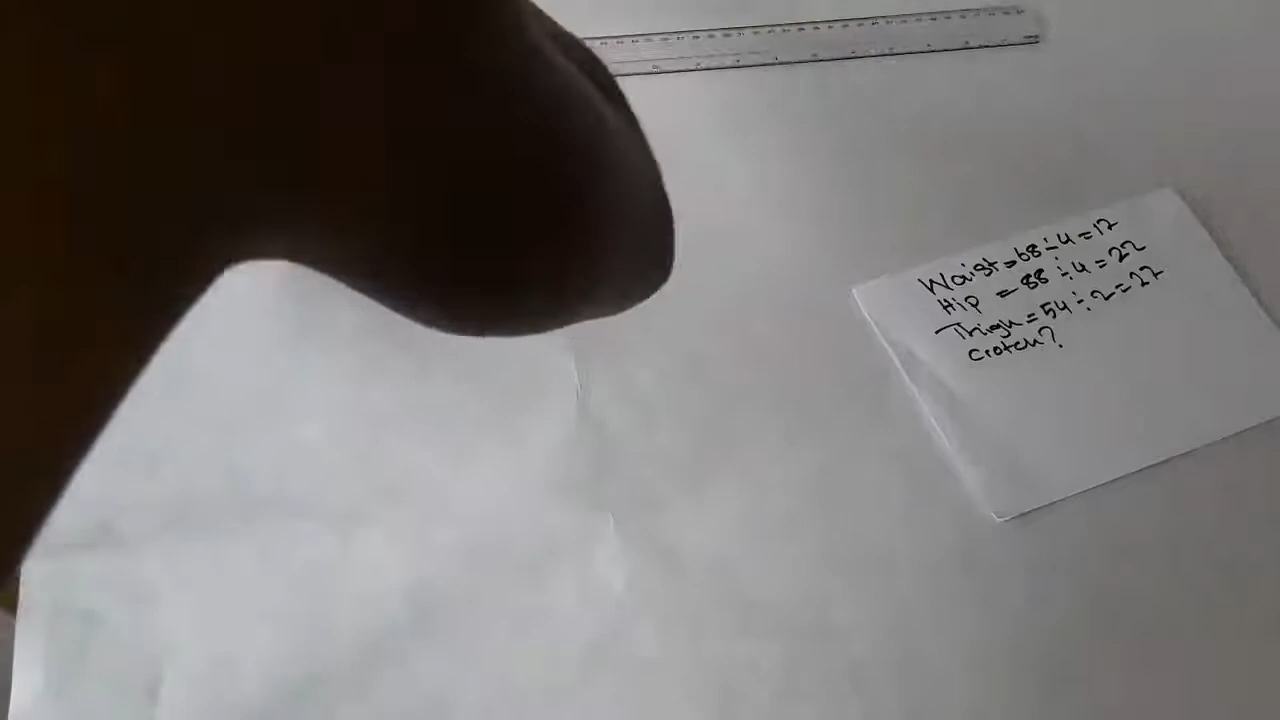 Waist = 68 ÷ 4 = 17
Hip = 88 ÷ 4 = 22
Thigh = 54 ÷ 2 = 27
Crotch?